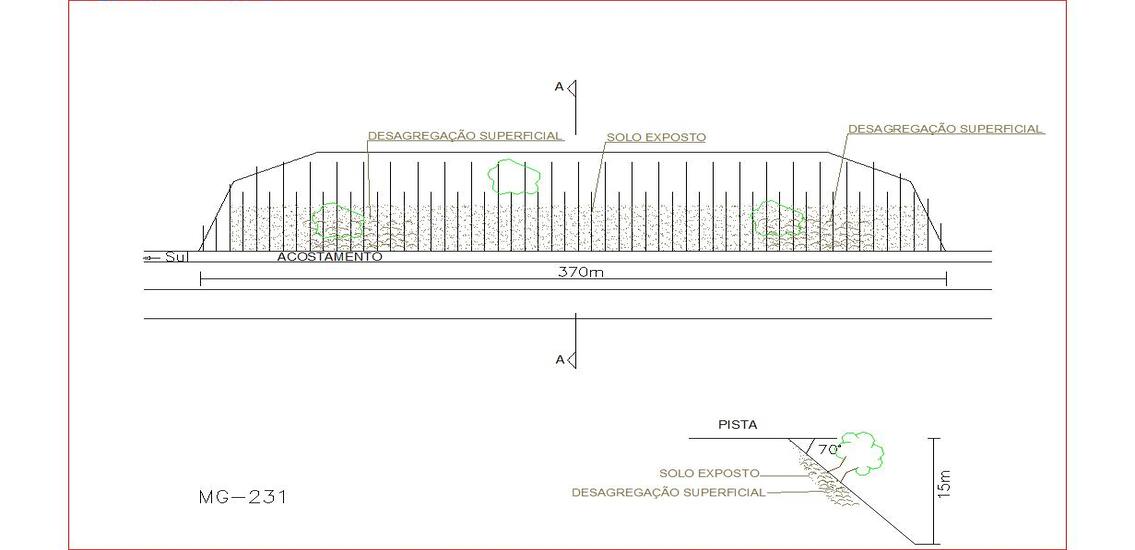 A
DESAGREGAÇÃO SUPERFICIAL
SOLO EXPOSTO
DESAGREGAÇÃO SUPERFICIAL
Sul
ACOSTAMENTO
370m
A
PISTA
70°
SOLO EXPOSTO
DESAGREGAÇÃO SUPERFICIAL
15m
MG-231